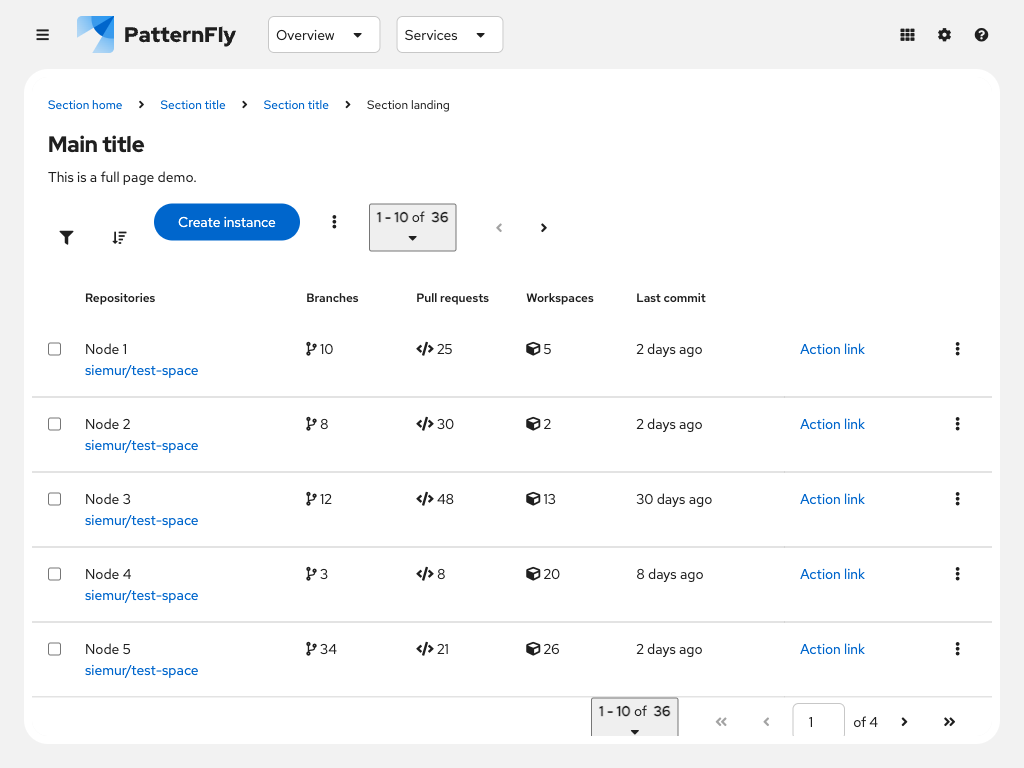 PatternFly Overview Services
Section home Section title Section title Section landing
Main title
This is a full page demo.
Create instance 1 - 10 of 36
Repositories Branches Pull requests Workspaces Last commit
Node 1 10 25 5 2 days ago Action link
siemur/test-space
Node 2 8 30 2 2 days ago Action link
siemur/test-space
Node 3 12 48 13 30 days ago Action link
siemur/test-space
Node 4 3 8 20 8 days ago Action link
siemur/test-space
Node 5 34 21 26 2 days ago Action link
siemur/test-space
1 - 10 of 36 1 of 4